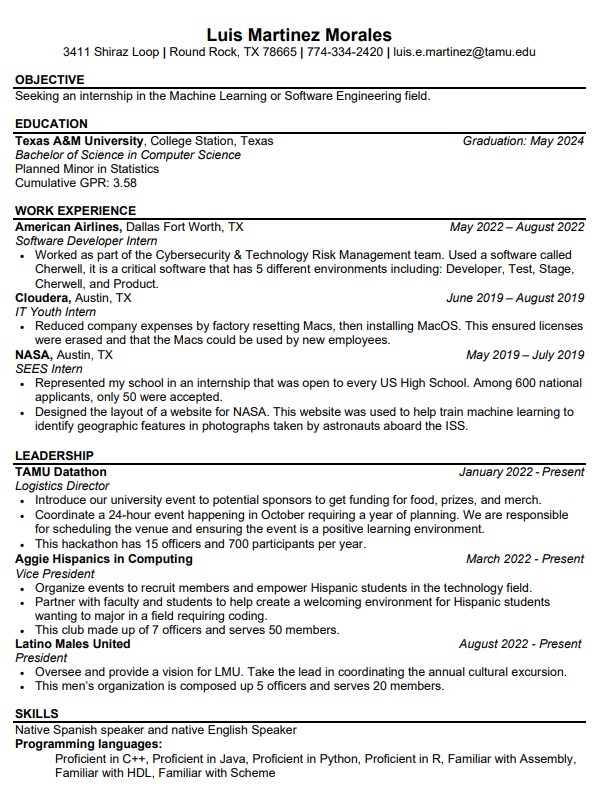 Luis Martinez Morales
3411 Shiraz Loop | Round Rock, TX 78665 | 774-334-2420 | luis.e.martinez@tamu.edu
OBJECTIVE
Seeking an internship in the Machine Learning or Software Engineering field.
EDUCATION
Texas A&M University, College Station, Texas Graduation: May 2024
Bachelor of Science in Computer Science
Planned Minor in Statistics
Cumulative GPR: 3.58
WORK EXPERIENCE
American Airlines, Dallas Fort Worth, TX May 2022 – August 2022
Software Developer Intern
• Worked as part of the Cybersecurity & Technology Risk Management team. Used a software called
Cherwell, it is a critical software that has 5 different environments including: Developer, Test, Stage,
Cherwell, and Product.
Cloudera, Austin, TX June 2019 – August 2019
IT Youth Intern
• Reduced company expenses by factory resetting Macs, then installing MacOS. This ensured licenses
were erased and that the Macs could be used by new employees.
NASA, Austin, TX May 2019 – July 2019
SEES Intern
• Represented my school in an internship that was open to every US High School. Among 600 national
applicants, only 50 were accepted.
• Designed the layout of a website for NASA. This website was used to help train machine learning to
identify geographic features in photographs taken by astronauts aboard the ISS.
LEADERSHIP
TAMU Datathon January 2022 - Present
Logistics Director
• Introduce our university event to potential sponsors to get funding for food, prizes, and merch.
• Coordinate a 24-hour event happening in October requiring a year of planning. We are responsible
for scheduling the venue and ensuring the event is a positive learning environment.
• This hackathon has 15 officers and 700 participants per year.
Aggie Hispanics in Computing March 2022 - Present
Vice President
• Organize events to recruit members and empower Hispanic students in the technology field.
• Partner with faculty and students to help create a welcoming environment for Hispanic students
wanting to major in a field requiring coding.
• This club made up of 7 officers and serves 50 members.
Latino Males United August 2022 - Present
President
• Oversee and provide a vision for LMU. Take the lead in coordinating the annual cultural excursion.
• This men's organization is composed up 5 officers and serves 20 members.
SKILLS
Native Spanish speaker and native English Speaker
Programming languages:
Proficient in C++, Proficient in Java, Proficient in Python, Proficient in R, Familiar with Assembly,
Familiar with HDL, Familiar with Scheme